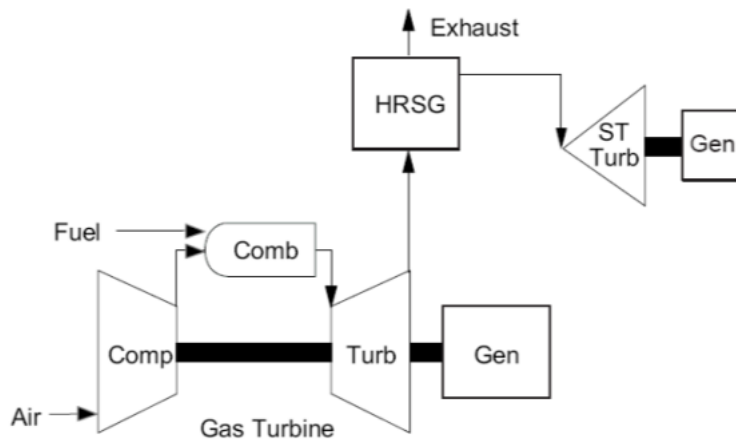 Exhaust
HRSG
ST
Turb
Gen
Fuel
Comb
Comp
Turb
Gen
Air
Gas Turbine